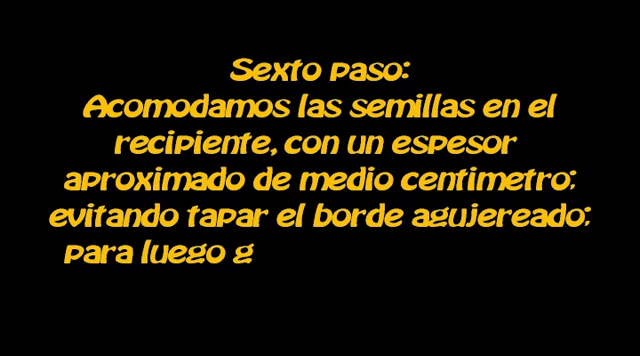 Sexto paso:
Acomodamos las semillas en el
recipiente, con un espesor
aproximado de medio centimetro;
evitando tapar el borde agujereado;
para luego g